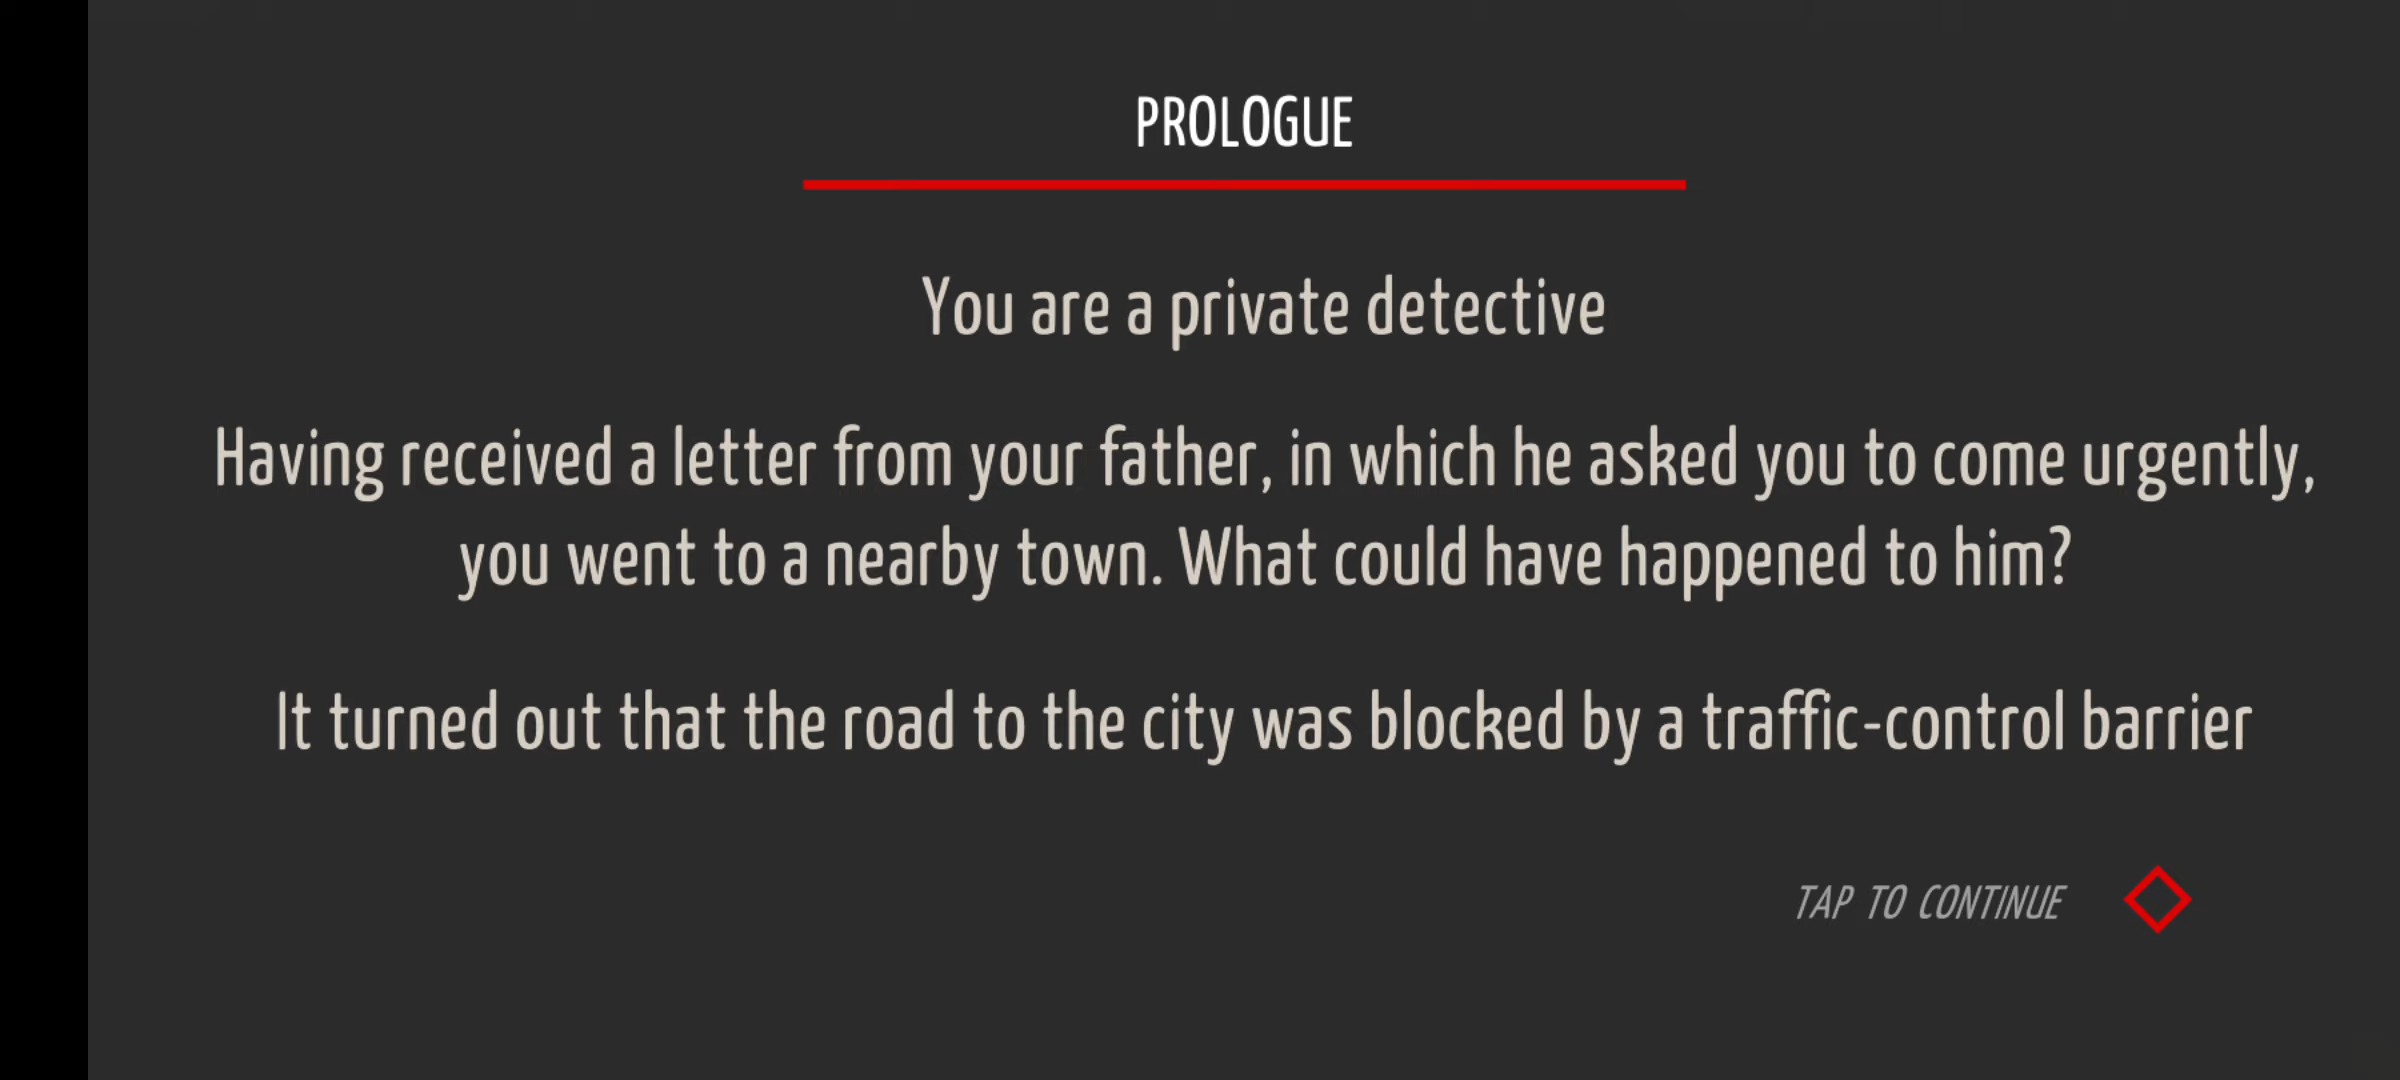 PROLOGUE
You are a private detective
Having received a letter from your father, in which he asked you to come urgently,
you went to a nearby town. What could have happened to him?
It turned out that the road to the city was blocked by a traffic-control barrier
TAP TO CONTINUE